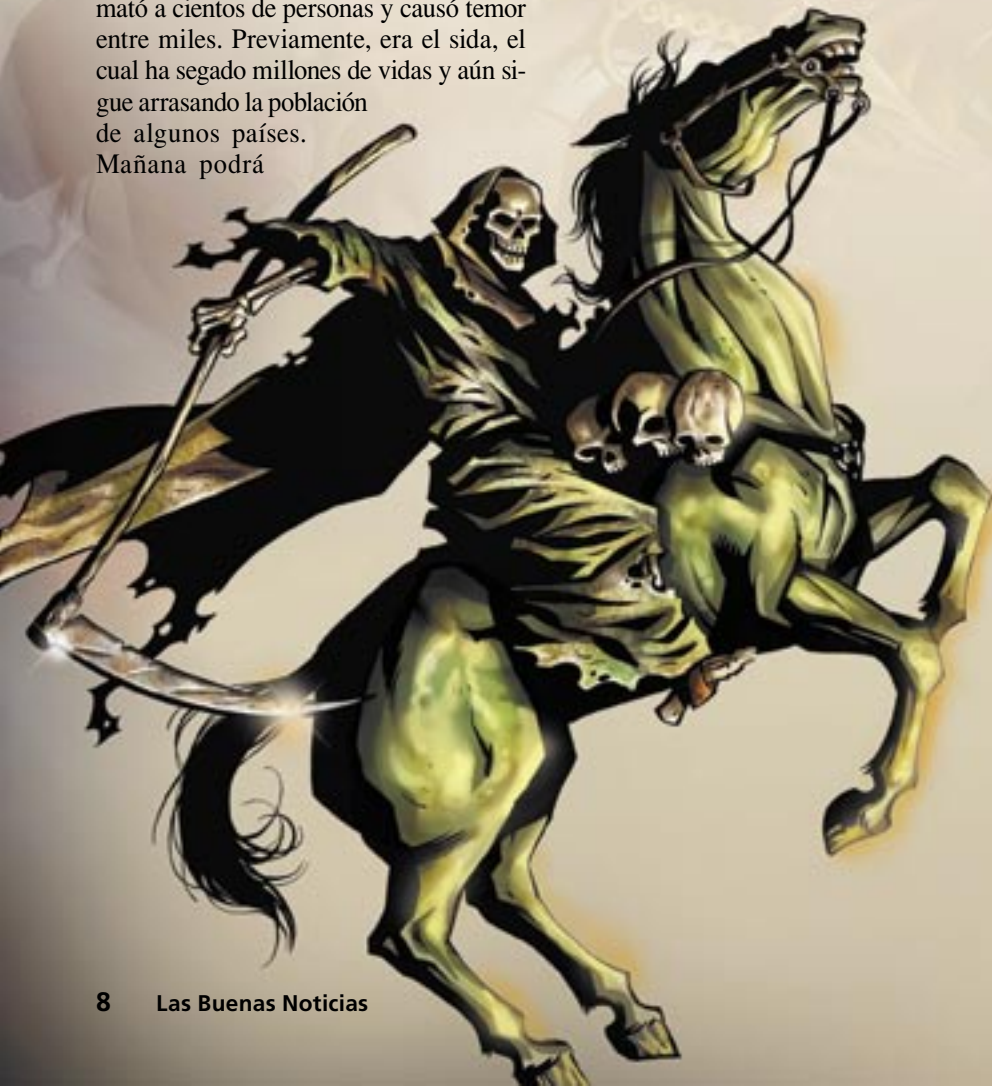 mató a cientos de personas y causó temor
entre miles. Previamente, era el sida, el
cual ha segado millones de vidas y aún si-
gue arrasando la población
de algunos países.
Mañana podrá
8 Las Buenas Noticias